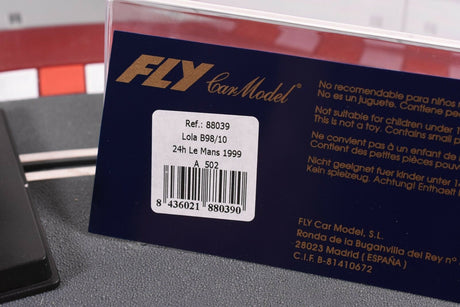 FLY Car Model®
Ref.: 88039
Lola B98/10
24h Le Mans 1999
A 502
8 436021 880390
No recomendable para niños
No es un juguete. Contiene pe
Not suitable for children under 1
This is not a toy. Contains small p
Ne convient pas à un enfant de
Contient des petites pièces pouv
Nicht geeignet fuer kinder unter 1
Kein spielzeug. Achtung! Enthaelt
FLY Car Model, S.L.
Ronda de la Buganvilla del Rey nº
28023 Madrid ( ESPAÑA )
C.I.F. B-81410672